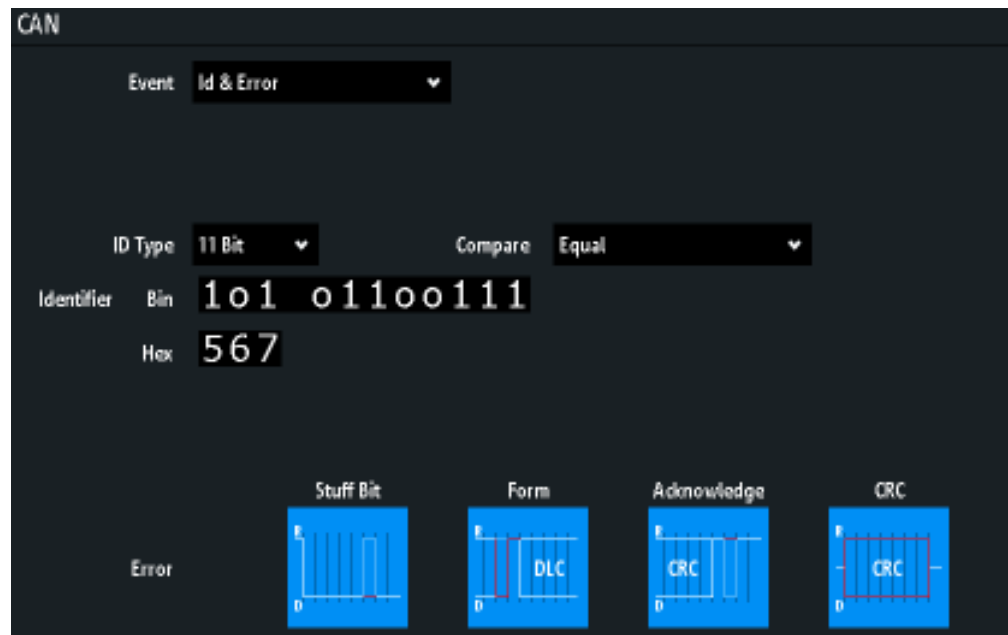 CAN
Event Id & Error
ID Type 11 Bit Compare Equal
Identifier Bin 1o1 o11oo111
Hex 567
Stuff Bit Form Acknowledge CRC
R R R R
Error DLC CRC CRC
D D D D